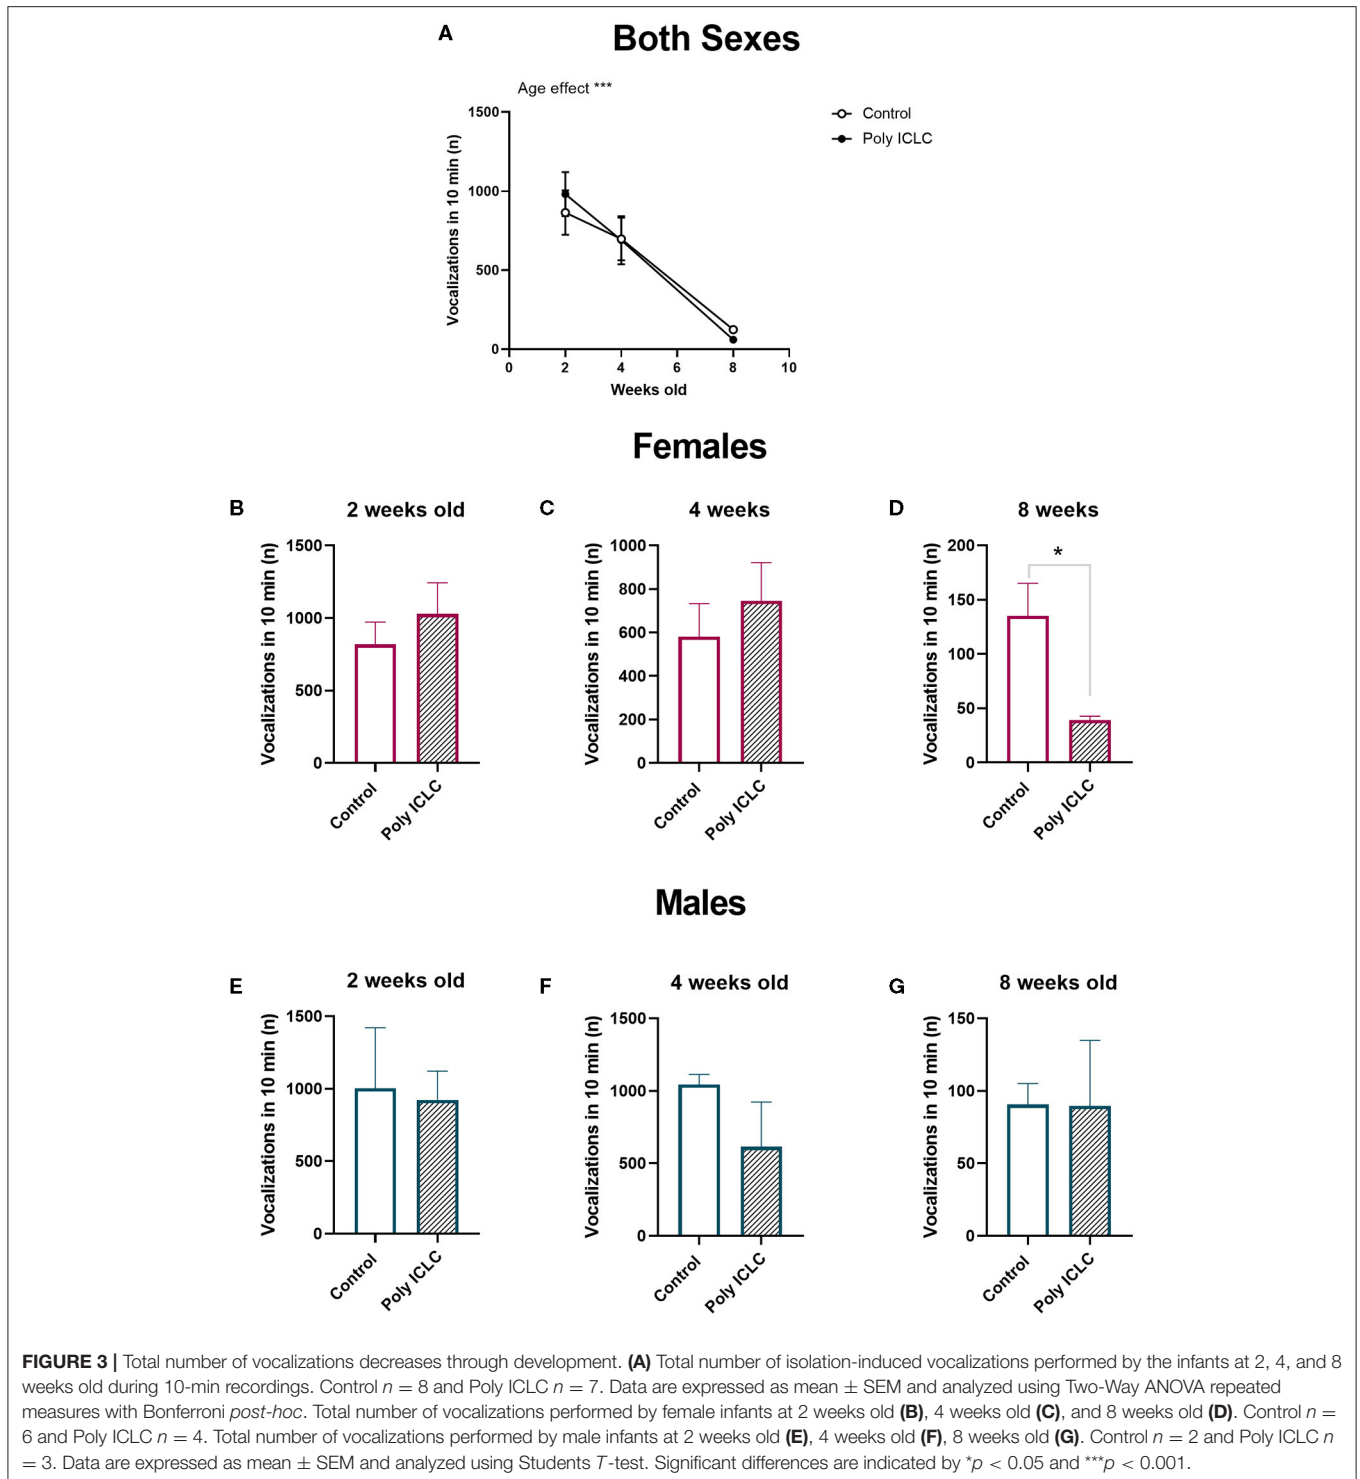 A
Both Sexes
Age effect ***
Control
Poly ICLC
Vocalizations in 10 min (n)
1500
1000
500
0
0 2 4 6 8 10
Weeks old
Females
B
2 weeks old
Vocalizations in 10 min (n)
1500
1000
500
0
Control
Poly ICLC
C
4 weeks
Vocalizations in 10 min (n)
1000
800
600
400
200
0
Control
Poly ICLC
D
8 weeks
Vocalizations in 10 min (n)
200
150
100
50
0
*
Control
Poly ICLC
Males
E
2 weeks old
Vocalizations in 10 min (n)
1500
1000
500
0
Control
Poly ICLC
F
4 weeks old
Vocalizations in 10 min (n)
1500
1000
500
0
Control
Poly ICLC
G
8 weeks old
Vocalizations in 10 min (n)
150
100
50
0
Control
Poly ICLC
FIGURE 3 | Total number of vocalizations decreases through development. (A) Total number of isolation-induced vocalizations performed by the infants at 2, 4, and 8
weeks old during 10-min recordings. Control n = 8 and Poly ICLC n = 7. Data are expressed as mean ± SEM and analyzed using Two-Way ANOVA repeated
measures with Bonferroni post-hoc. Total number of vocalizations performed by female infants at 2 weeks old (B), 4 weeks old (C), and 8 weeks old (D). Control n =
6 and Poly ICLC n = 4. Total number of vocalizations performed by male infants at 2 weeks old (E), 4 weeks old (F), 8 weeks old (G). Control n = 2 and Poly ICLC n
= 3. Data are expressed as mean ± SEM and analyzed using Students T-test. Significant differences are indicated by *p < 0.05 and ***p < 0.001.